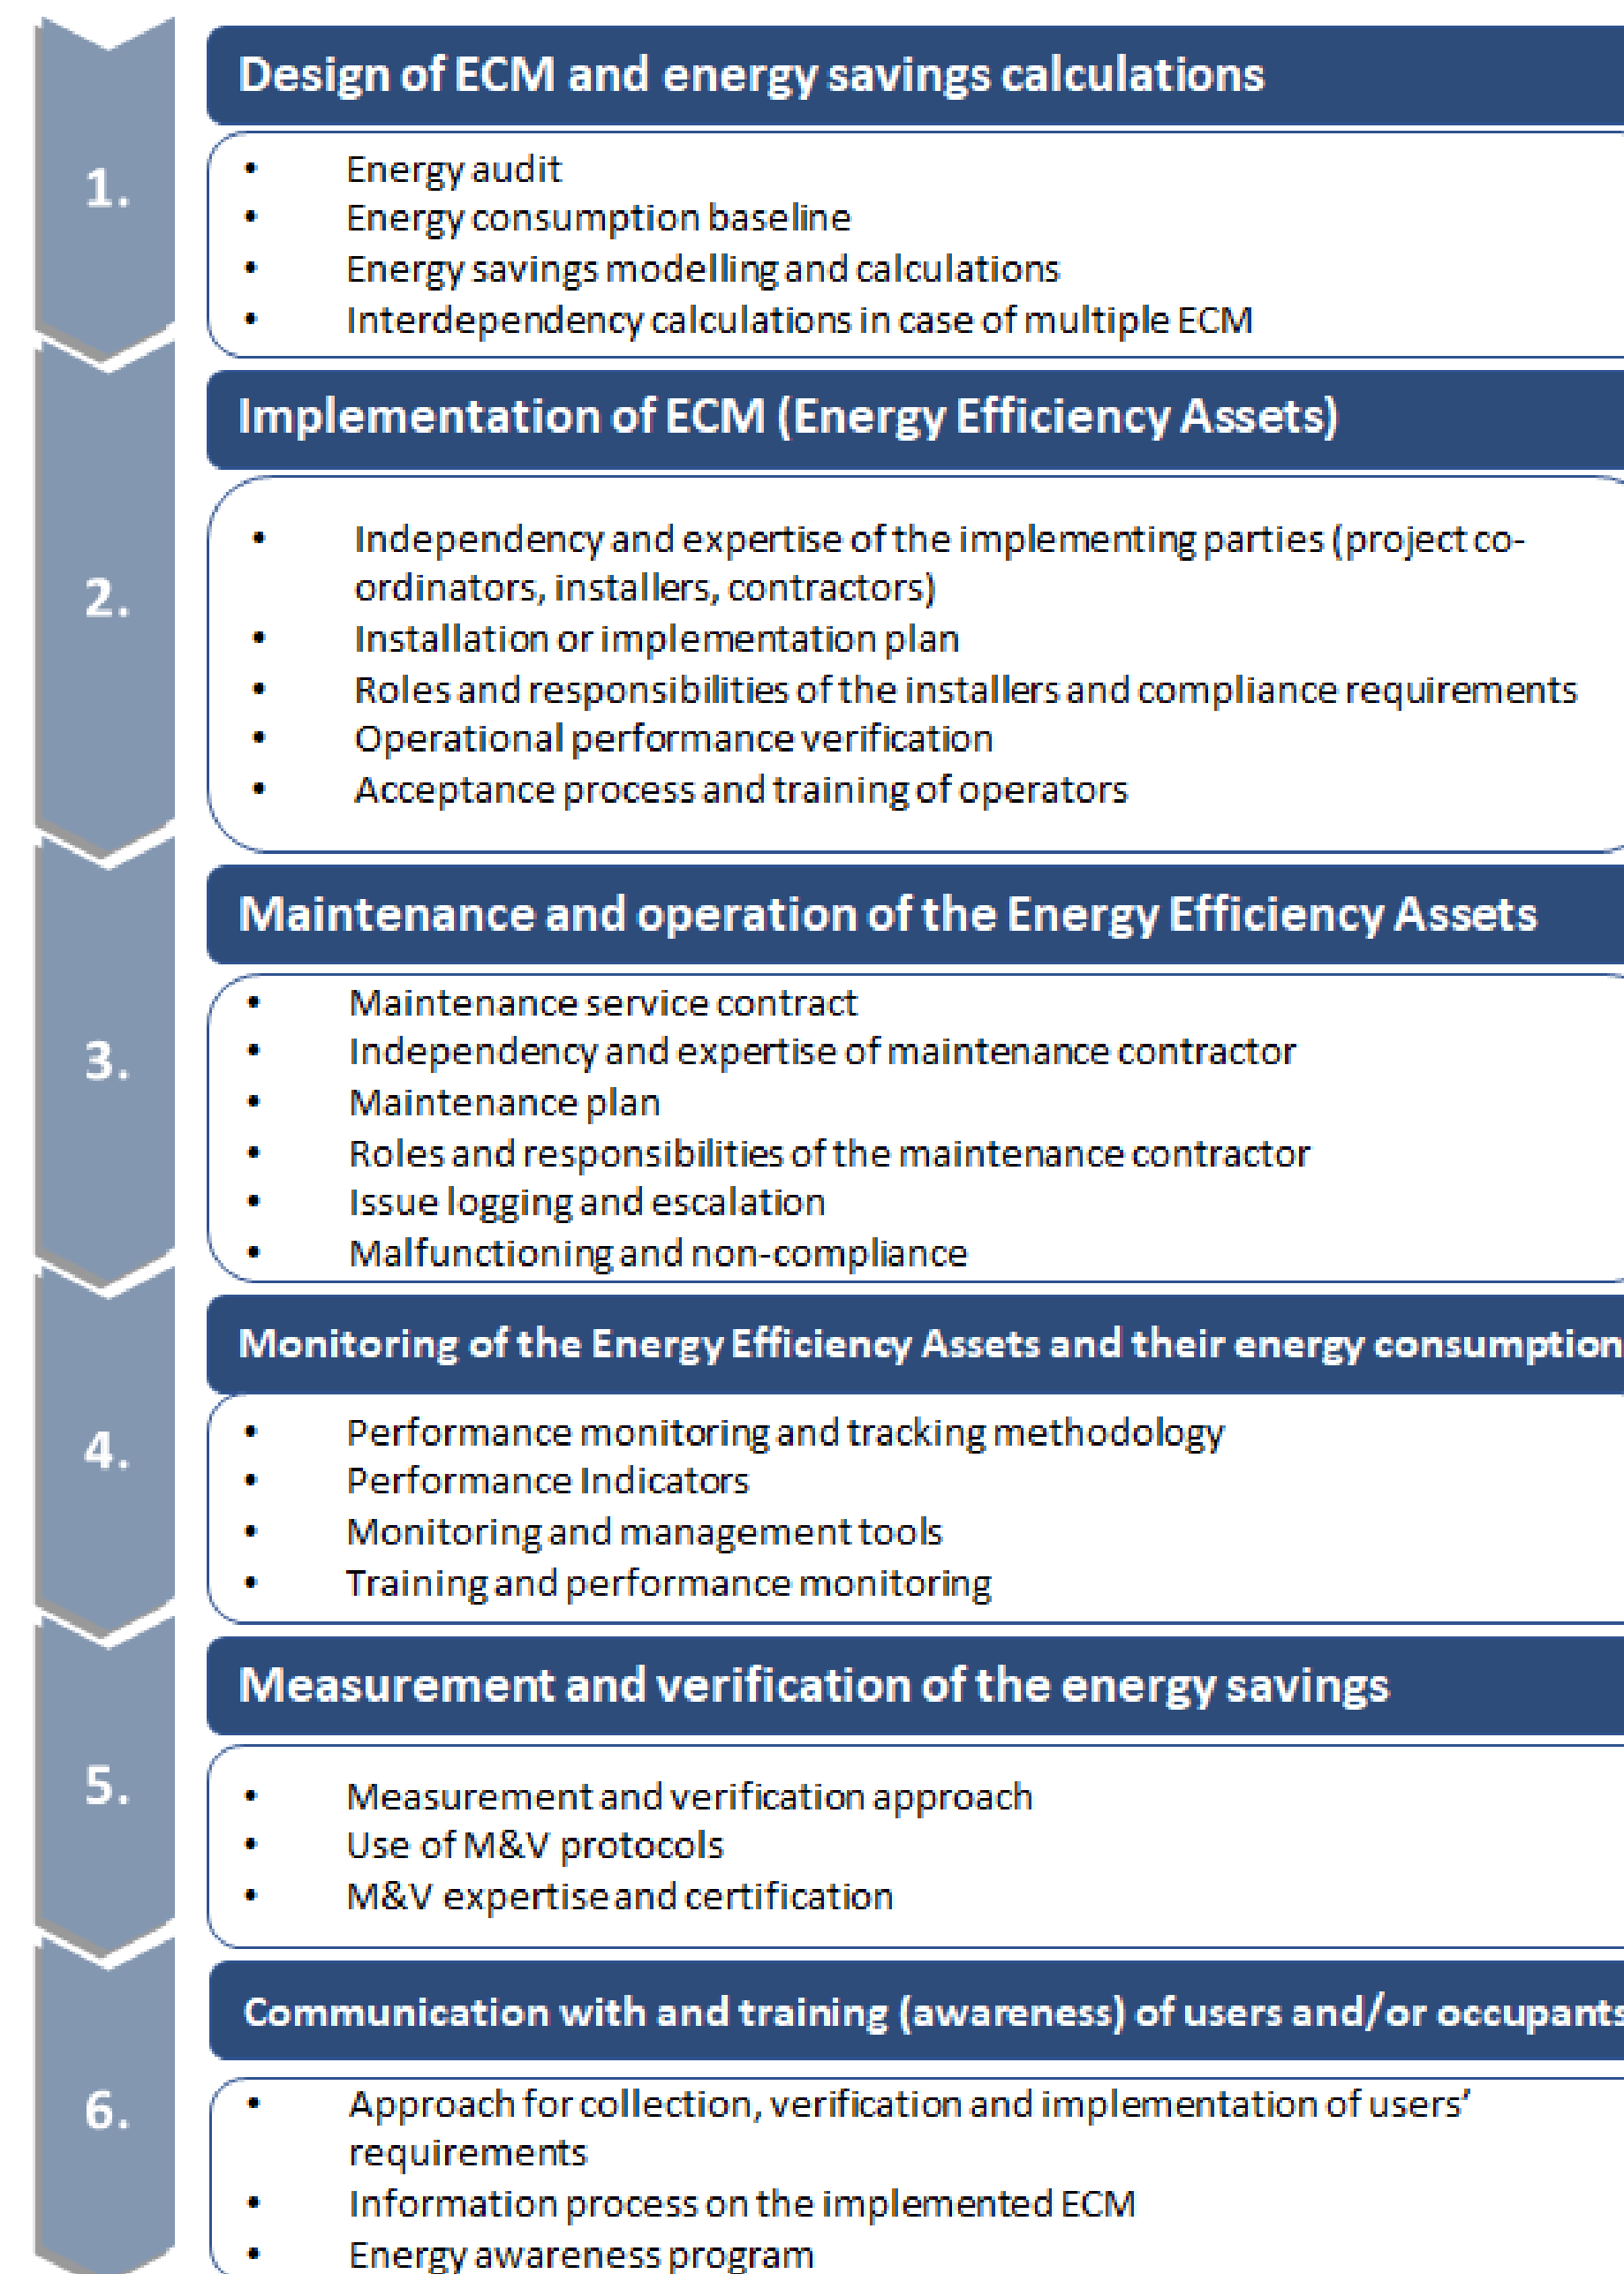 1.
Design of ECM and energy savings calculations
• Energy audit
• Energy consumption baseline
• Energy savings modelling and calculations
• Interdependency calculations in case of multiple ECM
2.
Implementation of ECM (Energy Efficiency Assets)
• Independency and expertise of the implementing parties (project co-
ordinators, installers, contractors)
• Installation or implementation plan
• Roles and responsibilities of the installers and compliance requirements
• Operational performance verification
• Acceptance process and training of operators
3.
Maintenance and operation of the Energy Efficiency Assets
• Maintenance service contract
• Independency and expertise of maintenance contractor
• Maintenance plan
• Roles and responsibilities of the maintenance contractor
• Issue logging and escalation
• Malfunctioning and non-compliance
4.
Monitoring of the Energy Efficiency Assets and their energy consumption
• Performance monitoring and tracking methodology
• Performance Indicators
• Monitoring and management tools
• Training and performance monitoring
5.
Measurement and verification of the energy savings
• Measurement and verification approach
• Use of M&V protocols
• M&V expertise and certification
6.
Communication with and training (awareness) of users and/or occupants
• Approach for collection, verification and implementation of users’
requirements
• Information process on the implemented ECM
• Energy awareness program